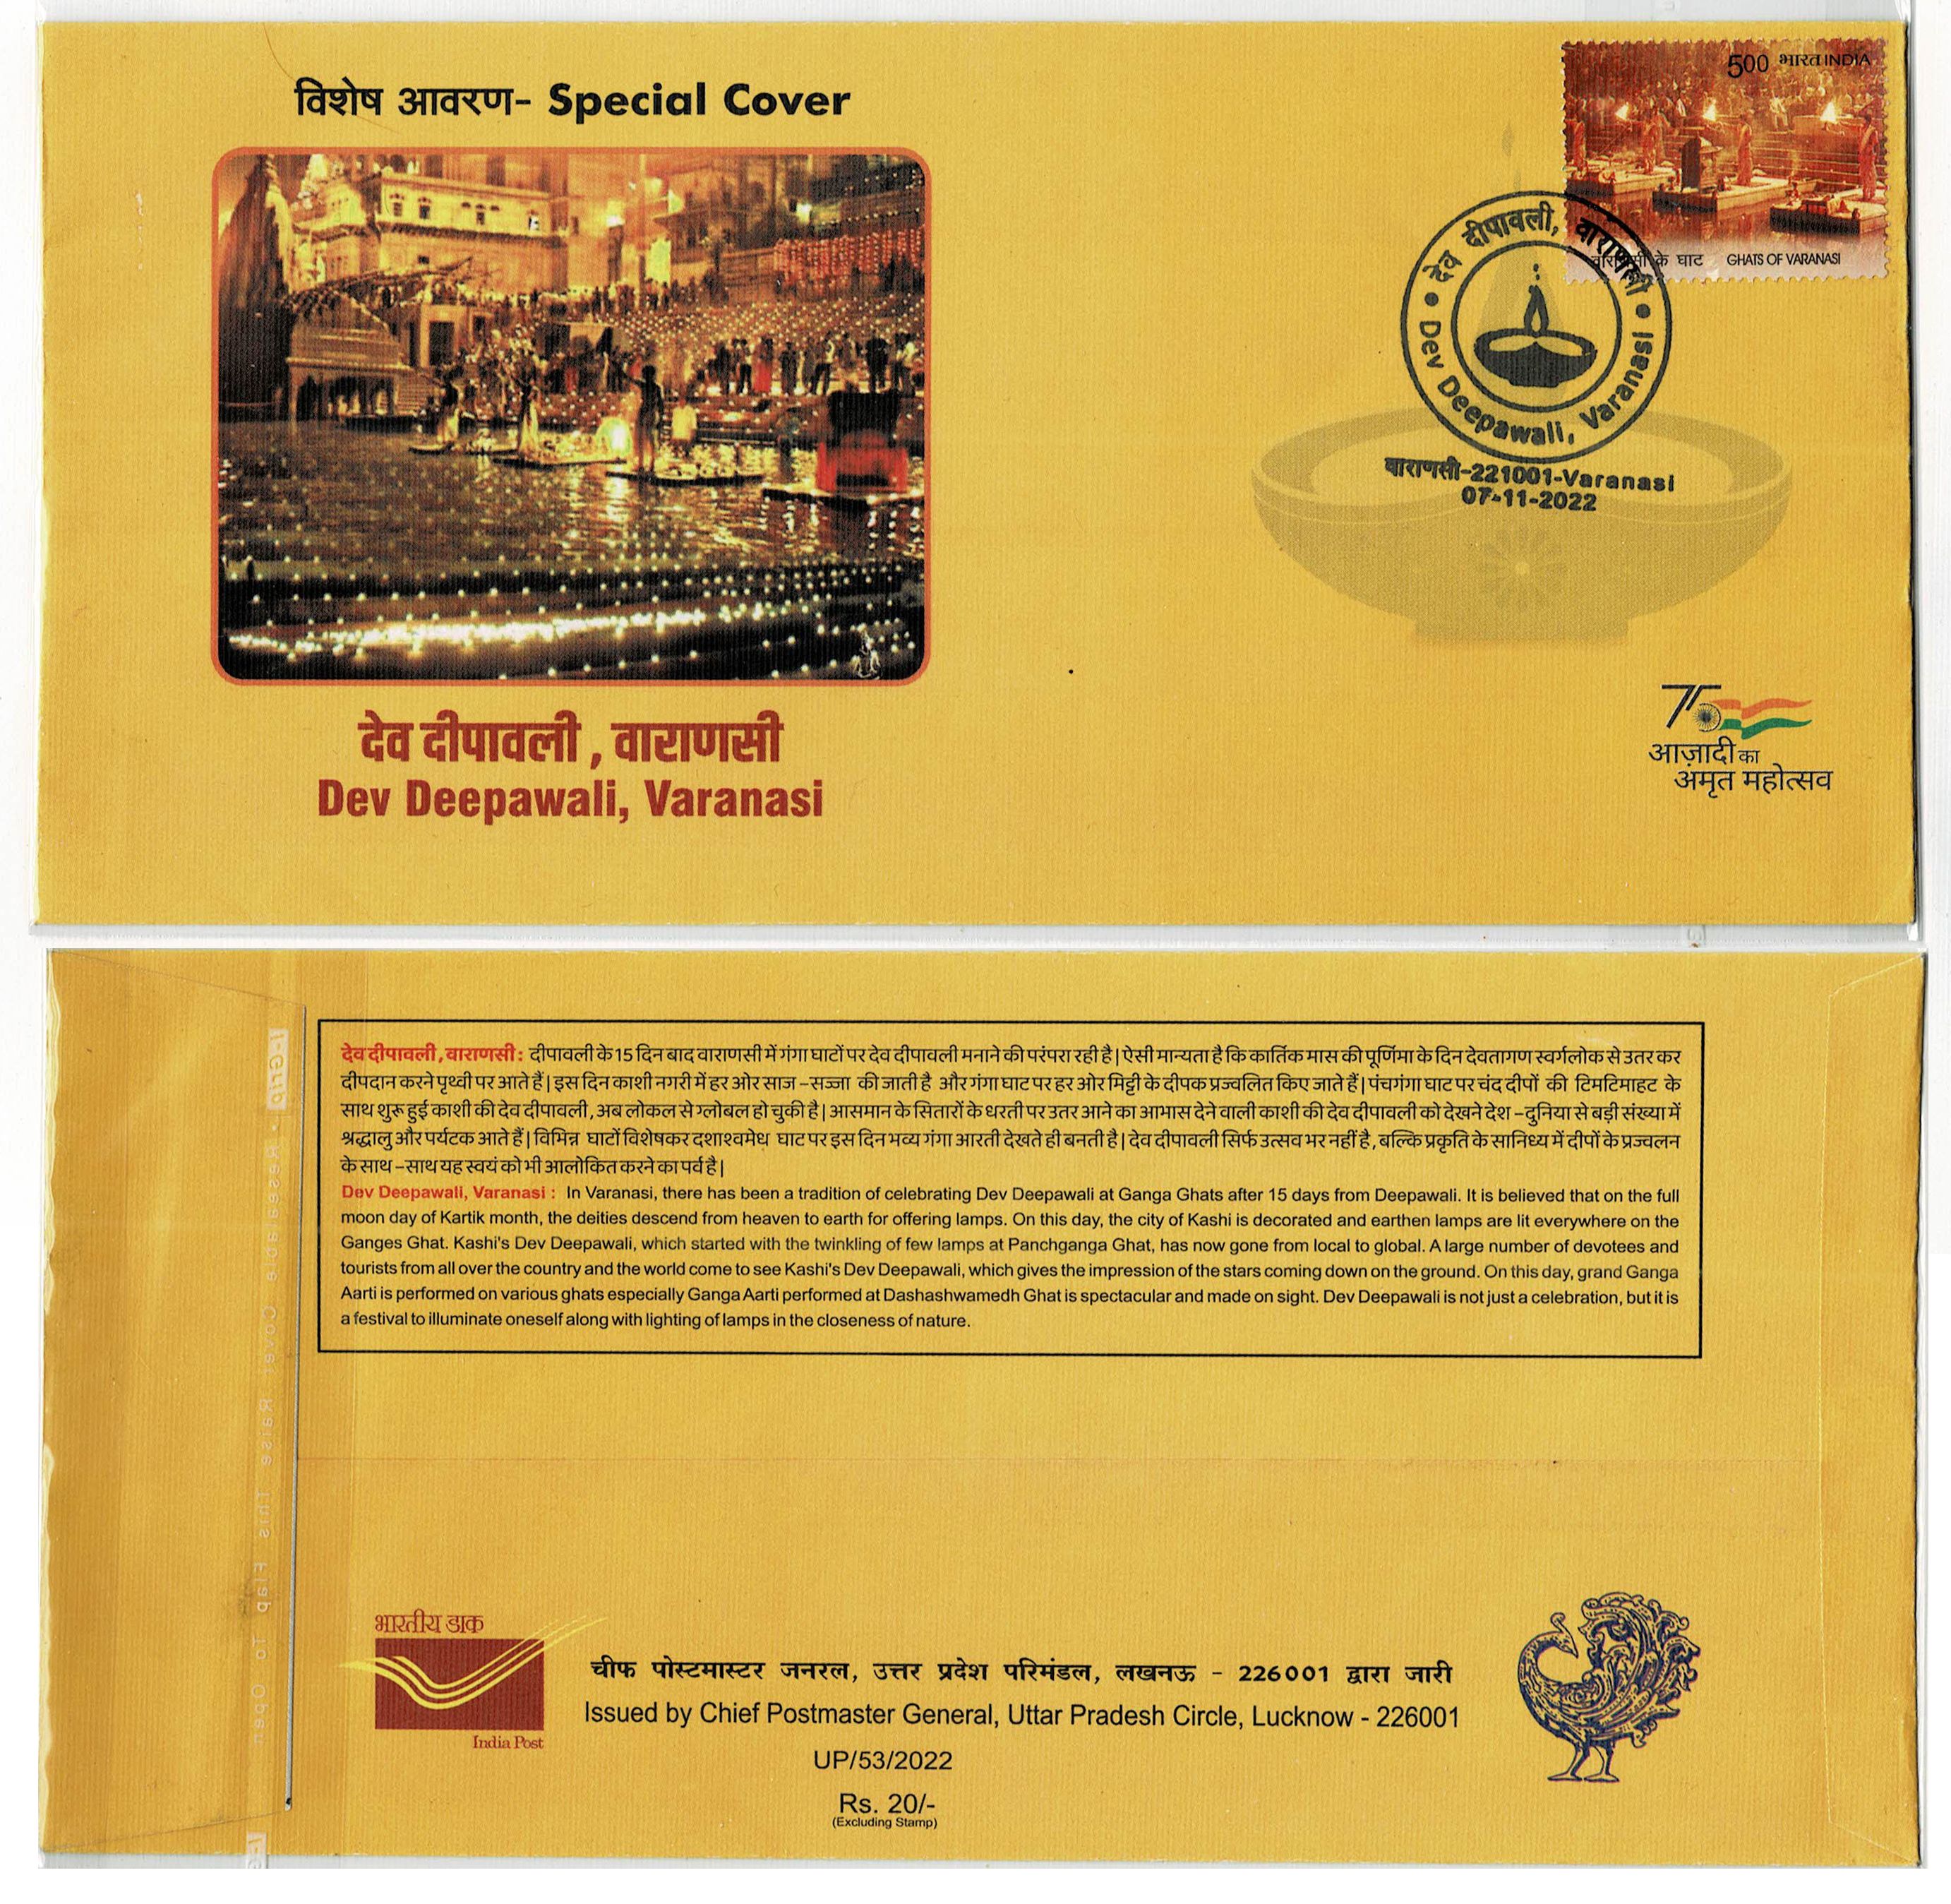 विशेष आवरण- Special Cover
500 भारत INDIA
वाराणसी के घाट GHATS OF VARANASI
देव दीपावली, वाराणसी
Dev Deepawali, Varanasi
वाराणसी-221001-Varanasi
07-11-2022
देव दीपावली, वाराणसी
Dev Deepawali, Varanasi
75
आज़ादी का
अमृत महोत्सव
देव दीपावली, वाराणसी: दीपावली के 15 दिन बाद वाराणसी में गंगा घाटों पर देव दीपावली मनाने की परंपरा रही है| ऐसी मान्यता है कि कार्तिक मास की पूर्णिमा के दिन देवतागण स्वर्गलोक से उतर कर
दीपदान करने पृथ्वी पर आते हैं| इस दिन काशी नगरी में हर ओर साज-सज्जा की जाती है और गंगा घाट पर हर ओर मिट्टी के दीपक प्रज्वलित किए जाते हैं| पंचगंगा घाट पर चंद दीपों की टिमटिमाहट के
साथ शुरू हुई काशी की देव दीपावली, अब लोकल से ग्लोबल हो चुकी है| आसमान के सितारों के धरती पर उतर आने का आभास देने वाली काशी की देव दीपावली को देखने देश-दुनिया से बड़ी संख्या में
श्रद्धालु और पर्यटक आते हैं| विभिन्न घाटों विशेषकर दशाश्वमेध घाट पर इस दिन भव्य गंगा आरती देखते ही बनती है| देव दीपावली सिर्फ उत्सव भर नहीं है, बल्कि प्रकृति के सानिध्य में दीपों के प्रज्वलन
के साथ-साथ यह स्वयं को भी आलोकित करने का पर्व है|
Dev Deepawali, Varanasi : In Varanasi, there has been a tradition of celebrating Dev Deepawali at Ganga Ghats after 15 days from Deepawali. It is believed that on the full
moon day of Kartik month, the deities descend from heaven to earth for offering lamps. On this day, the city of Kashi is decorated and earthen lamps are lit everywhere on the
Ganges Ghat. Kashi's Dev Deepawali, which started with the twinkling of few lamps at Panchganga Ghat, has now gone from local to global. A large number of devotees and
tourists from all over the country and the world come to see Kashi's Dev Deepawali, which gives the impression of the stars coming down on the ground. On this day, grand Ganga
Aarti is performed on various ghats especially Ganga Aarti performed at Dashashwamedh Ghat is spectacular and made on sight. Dev Deepawali is not just a celebration, but it is
a festival to illuminate oneself along with lighting of lamps in the closeness of nature.
I-Grip • Resealable Cover Raise This Flap To Open
भारतीय डाक
India Post
चीफ पोस्टमास्टर जनरल, उत्तर प्रदेश परिमंडल, लखनऊ - 226001 द्वारा जारी
Issued by Chief Postmaster General, Uttar Pradesh Circle, Lucknow - 226001
UP/53/2022
Rs. 20/-
(Excluding Stamp)